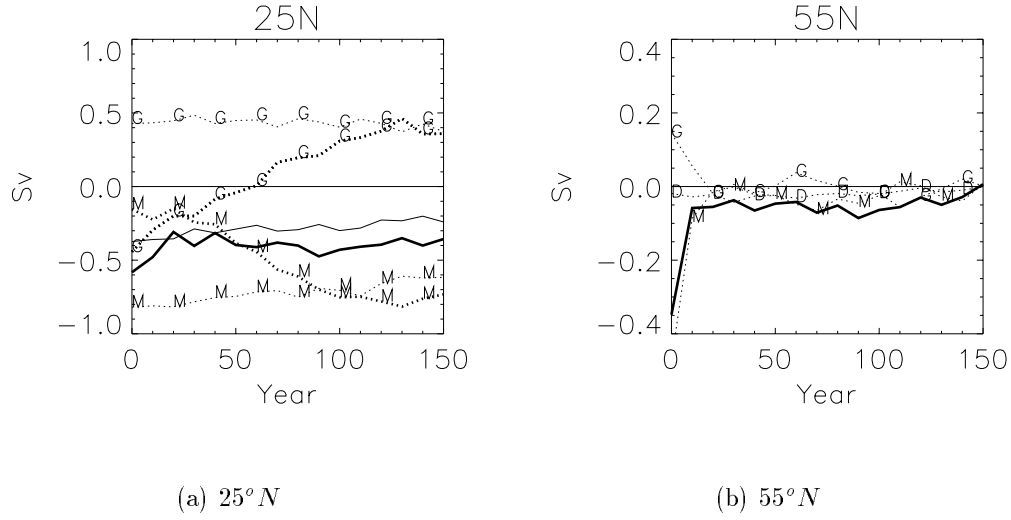 25N
1.0
0.5
0.0
−0.5
−1.0
Sv
0 50 100 150
Year
G G G G G G G G
G G G G G G G G
M M M M M M M M
M M M M M M M M
(a) 25°N
55N
0.4
0.2
0.0
−0.2
−0.4
Sv
0 50 100 150
Year
G G G G G G G G
D D D D D D D D
M M M M M M M M
(b) 55°N